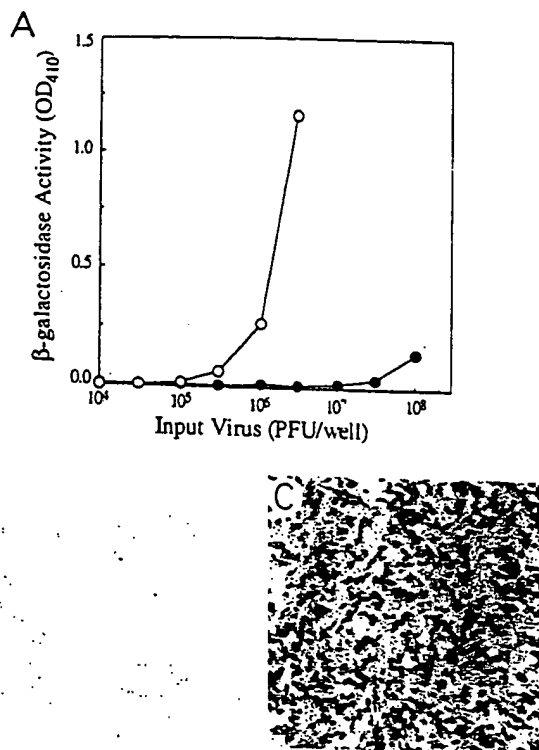 A
1.5
1.0
0.5
0.0
β-galactosidase Activity (OD410)
10⁴ 10⁵ 10⁶ 10⁷ 10⁸
Input Virus (PFU/well)
C